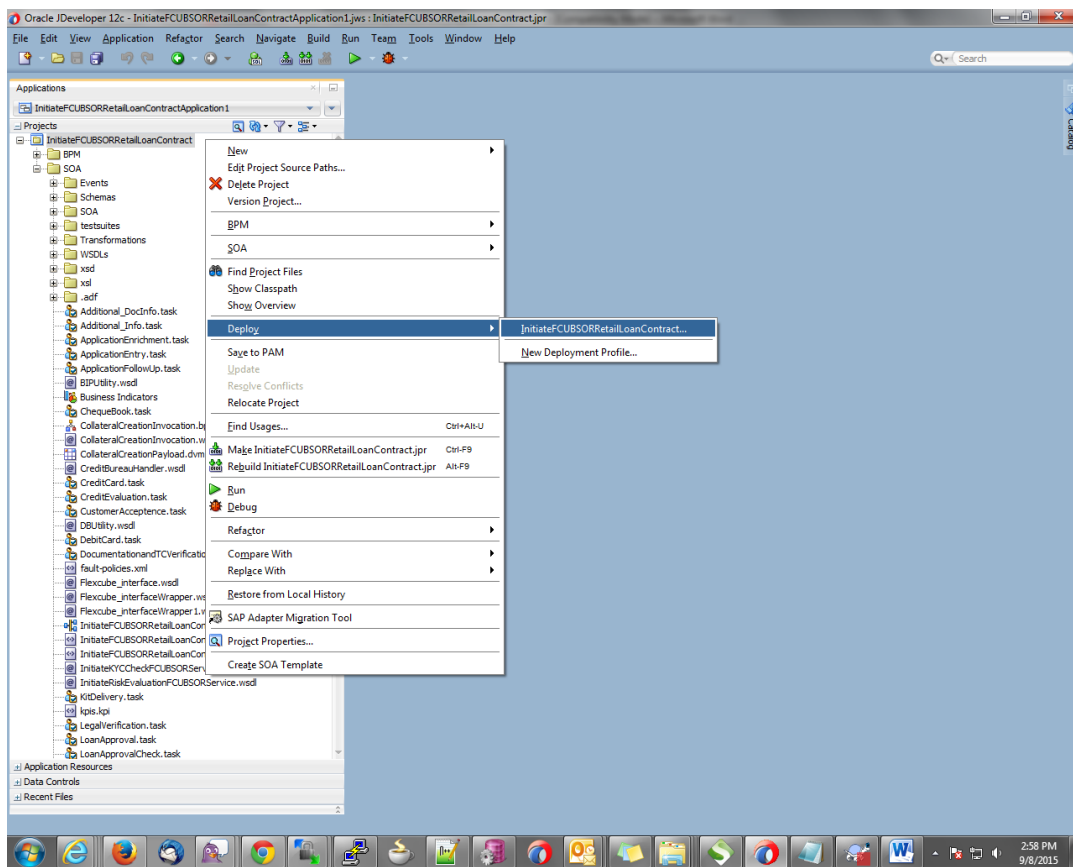 Oracle JDeveloper 12c - InitiateFCUBSORRetailLoanContractApplication1.jws : InitiateFCUBSORRetailLoanContract.jpr
File Edit View Application Refactor Search Navigate Build Run Team Tools Window Help
Search
Applications
InitiateFCUBSORRetailLoanContractApplication1
Projects
InitiateFCUBSORRetailLoanContract
BPM
SOA
Events
Schemas
SOA
testsuites
Transformations
WSDLs
xsd
xsl
.adf
Additional_DocInfo.task
Additional_Info.task
ApplicationEnrichment.task
ApplicationEntry.task
ApplicationFollowUp.task
BIPUtility.wsdl
Business Indicators
ChequeBook.task
CollateralCreationInvocation.b
CollateralCreationInvocation.w
CollateralCreationPayload.dvm
CreditBureauHandler.wsdl
CreditCard.task
CreditEvaluation.task
CustomerAcceptence.task
DBUtility.wsdl
DebitCard.task
DocumentationandTCVerificatio
fault-policies.xml
Flexcube_interface.wsdl
Flexcube_interfaceWrapper.ws
Flexcube_interfaceWrapper1.w
InitiateFCUBSORRetailLoanCon
InitiateFCUBSORRetailLoanCor
InitiateFCUBSORRetailLoanCor
InitiateKYCCheckFCUBSORServ
InitiateRiskEvaluationFCUBSORService.wsdl
KitDelivery.task
kpis.kpi
LegalVerification.task
LoanApproval.task
LoanApprovalCheck.task
Application Resources
Data Controls
Recent Files
New
Edit Project Source Paths...
Delete Project
Version Project...
BPM
SOA
Find Project Files
Show Classpath
Show Overview
Deploy
InitiateFCUBSORRetailLoanContract...
New Deployment Profile...
Save to PAM
Update
Resolve Conflicts
Relocate Project
Find Usages... Ctrl+Alt-U
Make InitiateFCUBSORRetailLoanContract.jpr Ctrl-F9
Rebuild InitiateFCUBSORRetailLoanContract.jpr Alt-F9
Run
Debug
Refactor
Compare With
Replace With
Restore from Local History
SAP Adapter Migration Tool
Project Properties...
Create SOA Template
Catalog
2:58 PM
9/8/2015